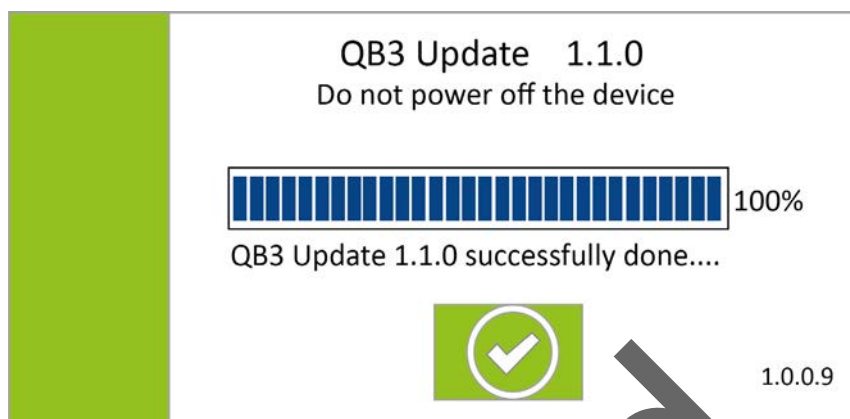 QB3 Update 1.1.0
Do not power off the device
100%
QB3 Update 1.1.0 successfully done....
1.0.0.9